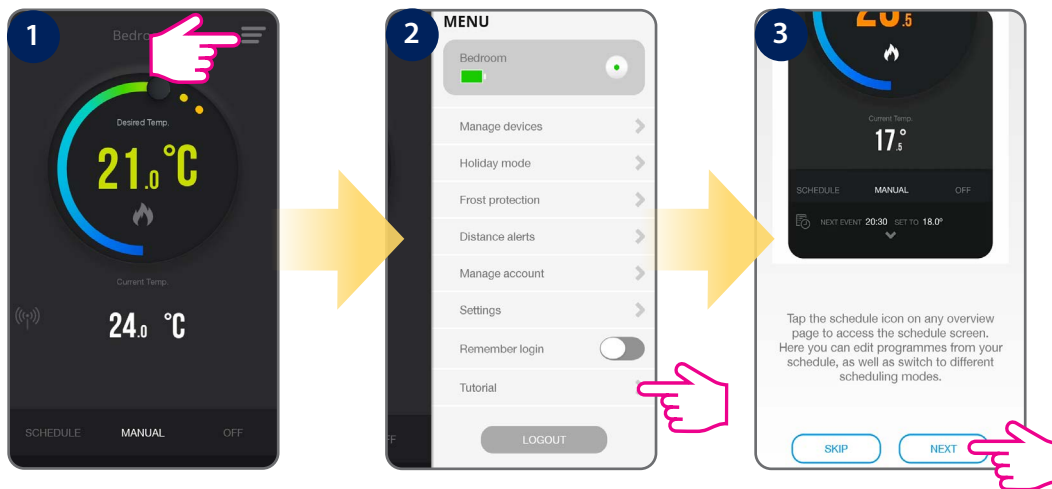 1
Bedro
Desired Temp.
21.0 °C
Current Temp.
24.0 °C
SCHEDULE MANUAL OFF
2
MENU
Bedroom
Manage devices
Holiday mode
Frost protection
Distance alerts
Manage account
Settings
Remember login
Tutorial
LOGOUT
3
.5
Current Temp.
17.5°
SCHEDULE MANUAL OFF
NEXT EVENT 20:30 SET TO 18.0°
Tap the schedule icon on any overview
page to access the schedule screen.
Here you can edit programmes from your
schedule, as well as switch to different
scheduling modes.
SKIP NEXT